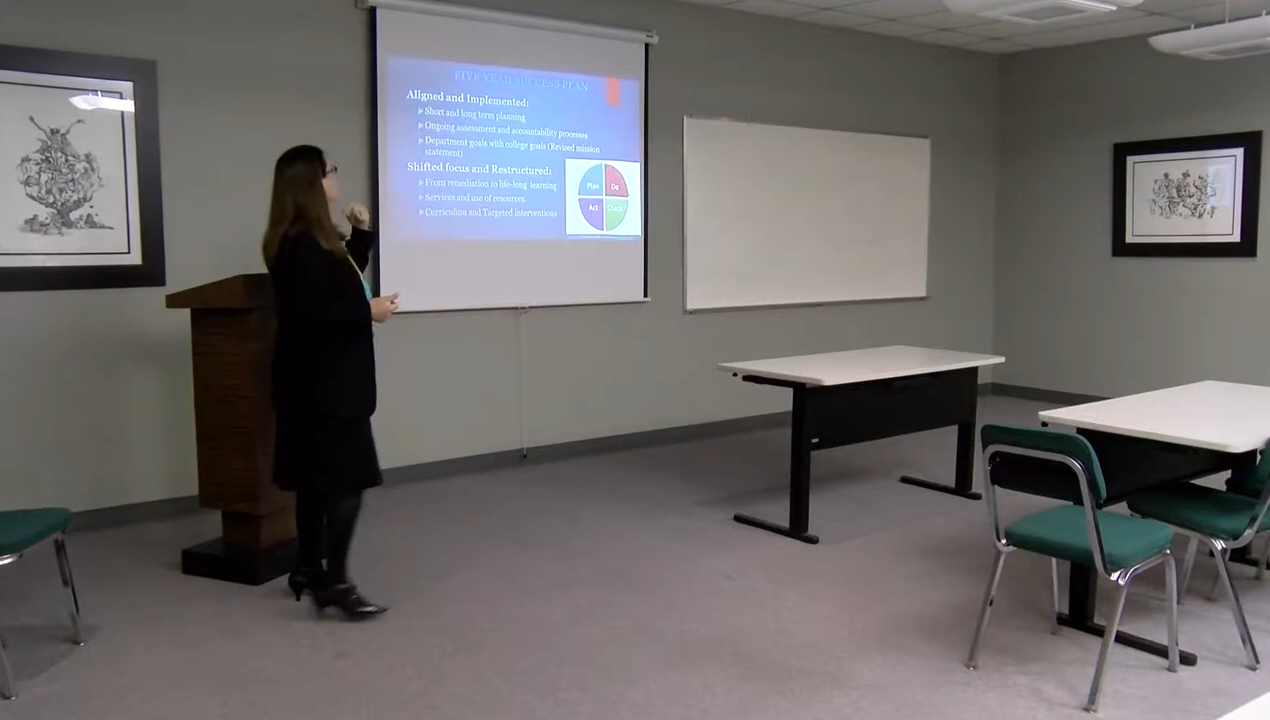 FIVE YEAR SUCCESS PLAN
Aligned and Implemented:
Short and long term planning
Ongoing assessment and accountability processes
Department goals with college goals (Revised mission
statement)
Shifted focus and Restructured:
From remediation to life-long learning
Services and use of resources
Curriculum and Targeted interventions
Plan
Do
Act
Check